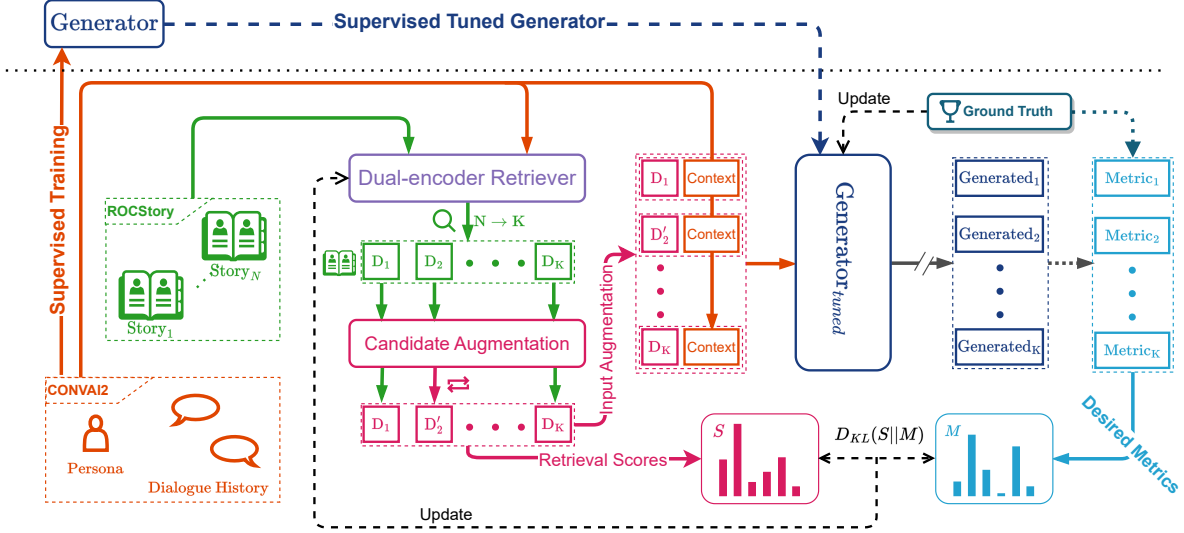 Generator
Supervised Tuned Generator
Supervised Training
Update
Ground Truth
ROCStory
Story_N
Story_1
Dual-encoder Retriever
N → K
D_1
D_2
D_K
Candidate Augmentation
D_1
D'_2
D_K
Input Augmentation
D_1
Context
D'_2
Context
D_K
Context
Generator_tuned
Generated_1
Generated_2
Generated_K
Metric_1
Metric_2
Metric_K
CONVAI2
Persona
Dialogue History
Retrieval Scores
S
D_{KL}(S||M)
M
Desired Metrics
Update